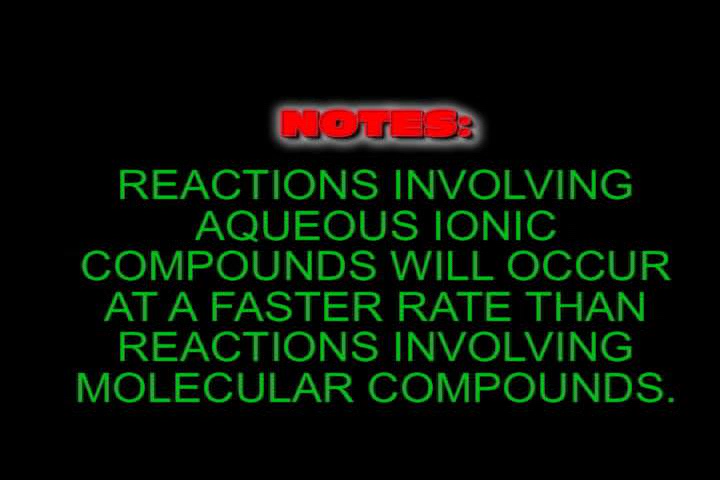 NOTES:
REACTIONS INVOLVING
AQUEOUS IONIC
COMPOUNDS WILL OCCUR
AT A FASTER RATE THAN
REACTIONS INVOLVING
MOLECULAR COMPOUNDS.